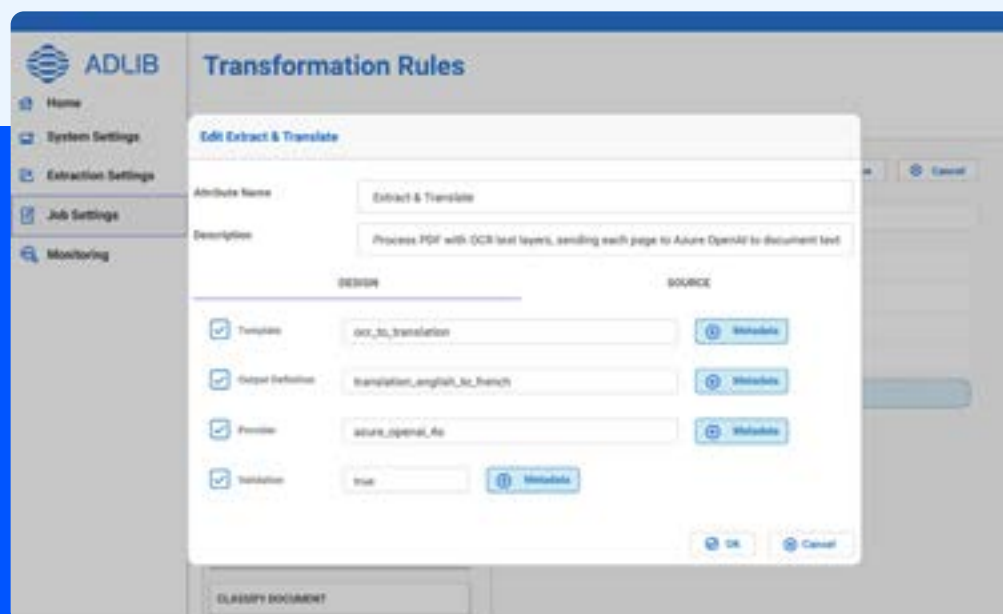 ADLIB
Transformation Rules
Home
System Settings
Extraction Settings
Job Settings
Monitoring
Cancel
Edit Extract & Translate
Attribute Name
Extract & Translate
Description
Process PDF with OCR text layers, sending each page to Azure OpenAI to document text
DESIGN
SOURCE
Template
ocr_to_translation
Metadata
Output Definition
translation_english_to_french
Metadata
Provider
azure_openai_4o
Metadata
Validation
true
Metadata
OK
Cancel
CLASSIFY DOCUMENT